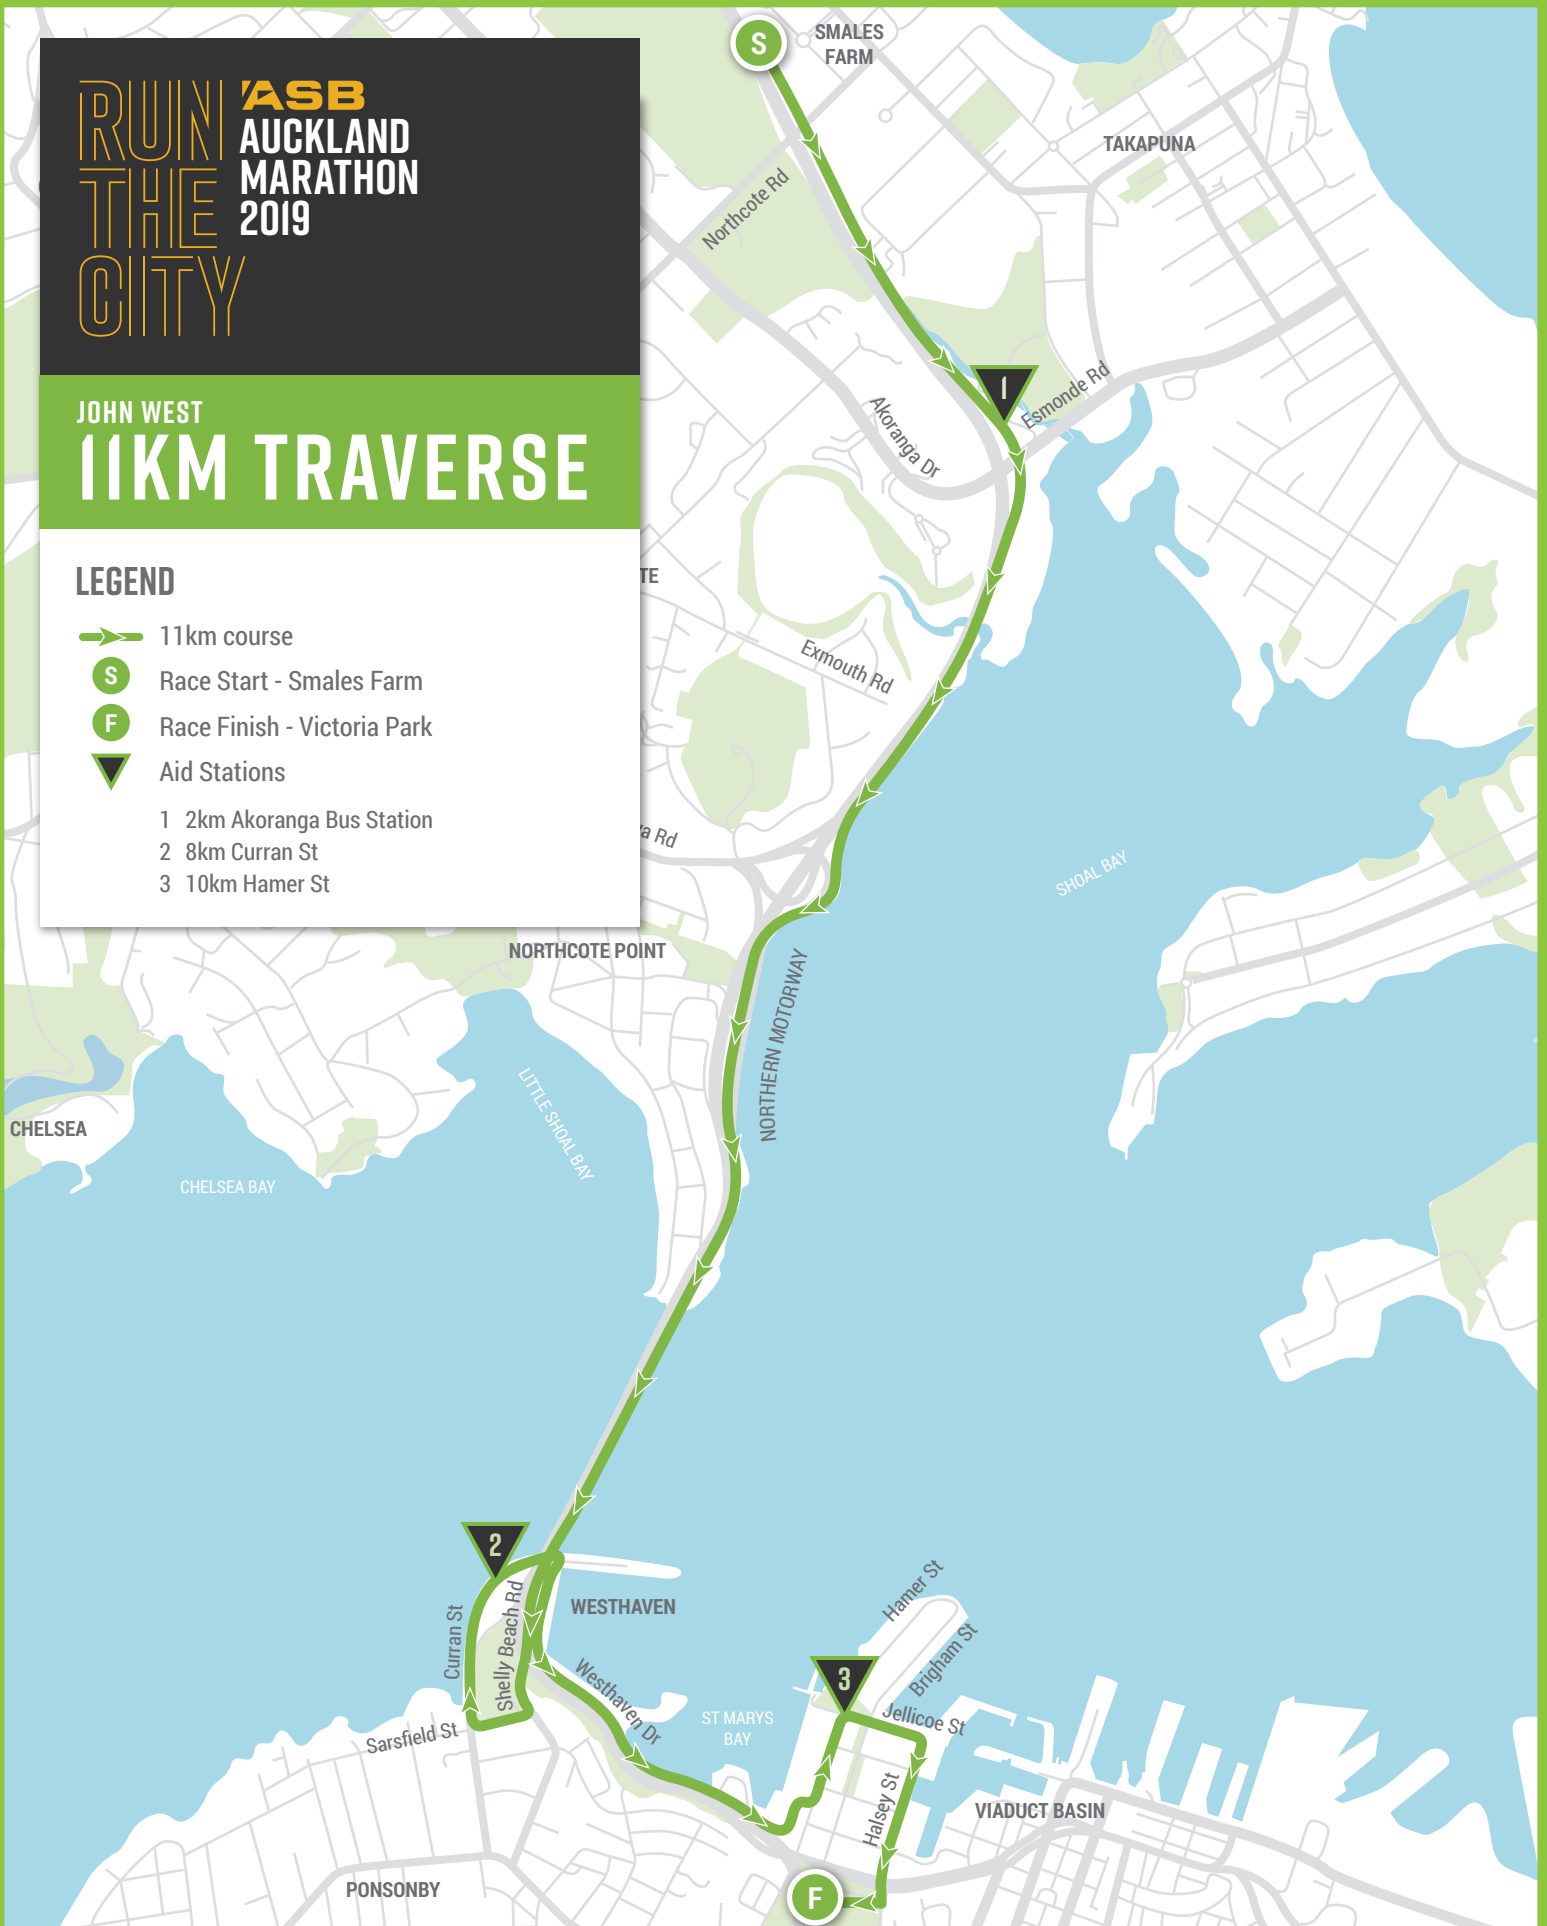 RUN
THE
CITY
ASB
AUCKLAND
MARATHON
2019
JOHN WEST
11KM TRAVERSE
LEGEND
11km course
S
Race Start - Smales Farm
F
Race Finish - Victoria Park
Aid Stations
1 2km Akoranga Bus Station
2 8km Curran St
3 10km Hamer St
S
SMALES
FARM
TAKAPUNA
Northcote Rd
1
Esmonde Rd
Akoranga Dr
TE
Exmouth Rd
a Rd
SHOAL BAY
NORTHCOTE POINT
NORTHERN MOTORWAY
LITTLE SHOAL BAY
CHELSEA
CHELSEA BAY
2
Curran St
Shelly Beach Rd
WESTHAVEN
Hamer St
Brigham St
3
Westhaven Dr
ST MARYS
BAY
Jellicoe St
Sarsfield St
Halsey St
VIADUCT BASIN
PONSONBY
F